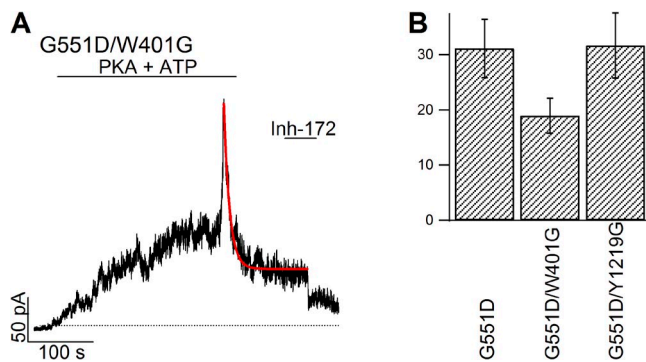 A
G551D/W401G
PKA + ATP
Inh-172
50 pA
100 s
B
30
20
10
0
G551D
G551D/W401G
G551D/Y1219G